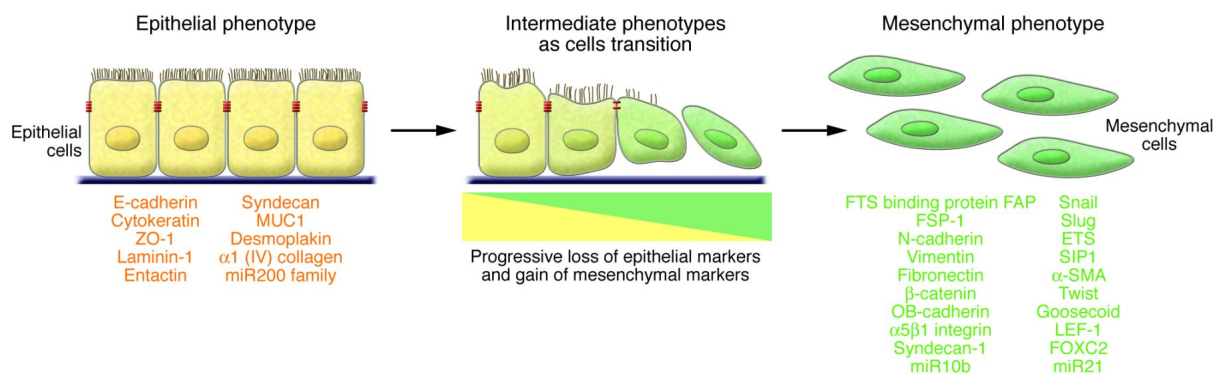 Epithelial phenotype
Intermediate phenotypes
as cells transition
Mesenchymal phenotype
Epithelial
cells
Mesenchymal
cells
E-cadherin
Cytokeratin
ZO-1
Laminin-1
Entactin
Syndecan
MUC1
Desmoplakin
α1 (IV) collagen
miR200 family
Progressive loss of epithelial markers
and gain of mesenchymal markers
FTS binding protein FAP
FSP-1
N-cadherin
Vimentin
Fibronectin
β-catenin
OB-cadherin
α5β1 integrin
Syndecan-1
miR10b
Snail
Slug
ETS
SIP1
α-SMA
Twist
Goosecoid
LEF-1
FOXC2
miR21